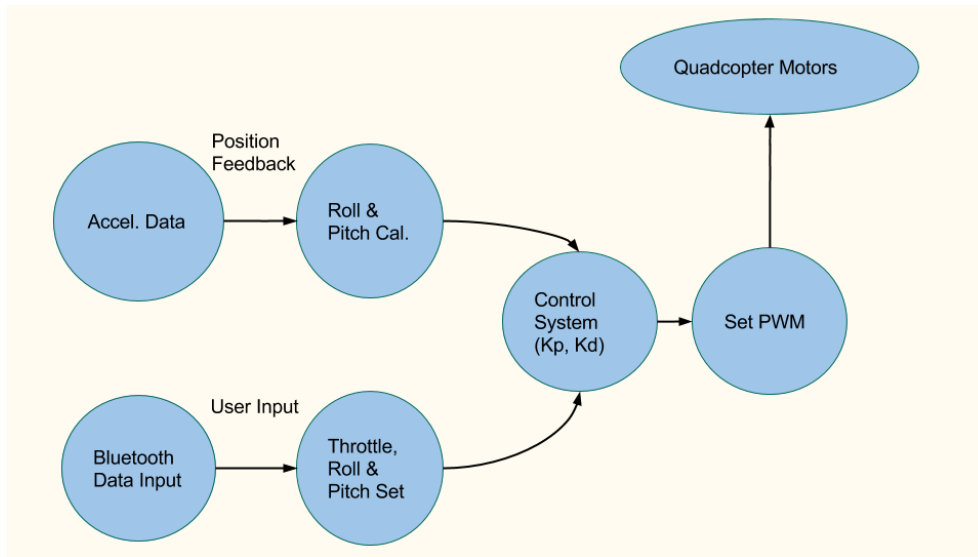 Quadcopter Motors
Position
Feedback
Accel. Data
Roll &
Pitch Cal.
Control
System
(Kp, Kd)
Set PWM
User Input
Bluetooth
Data Input
Throttle,
Roll &
Pitch Set